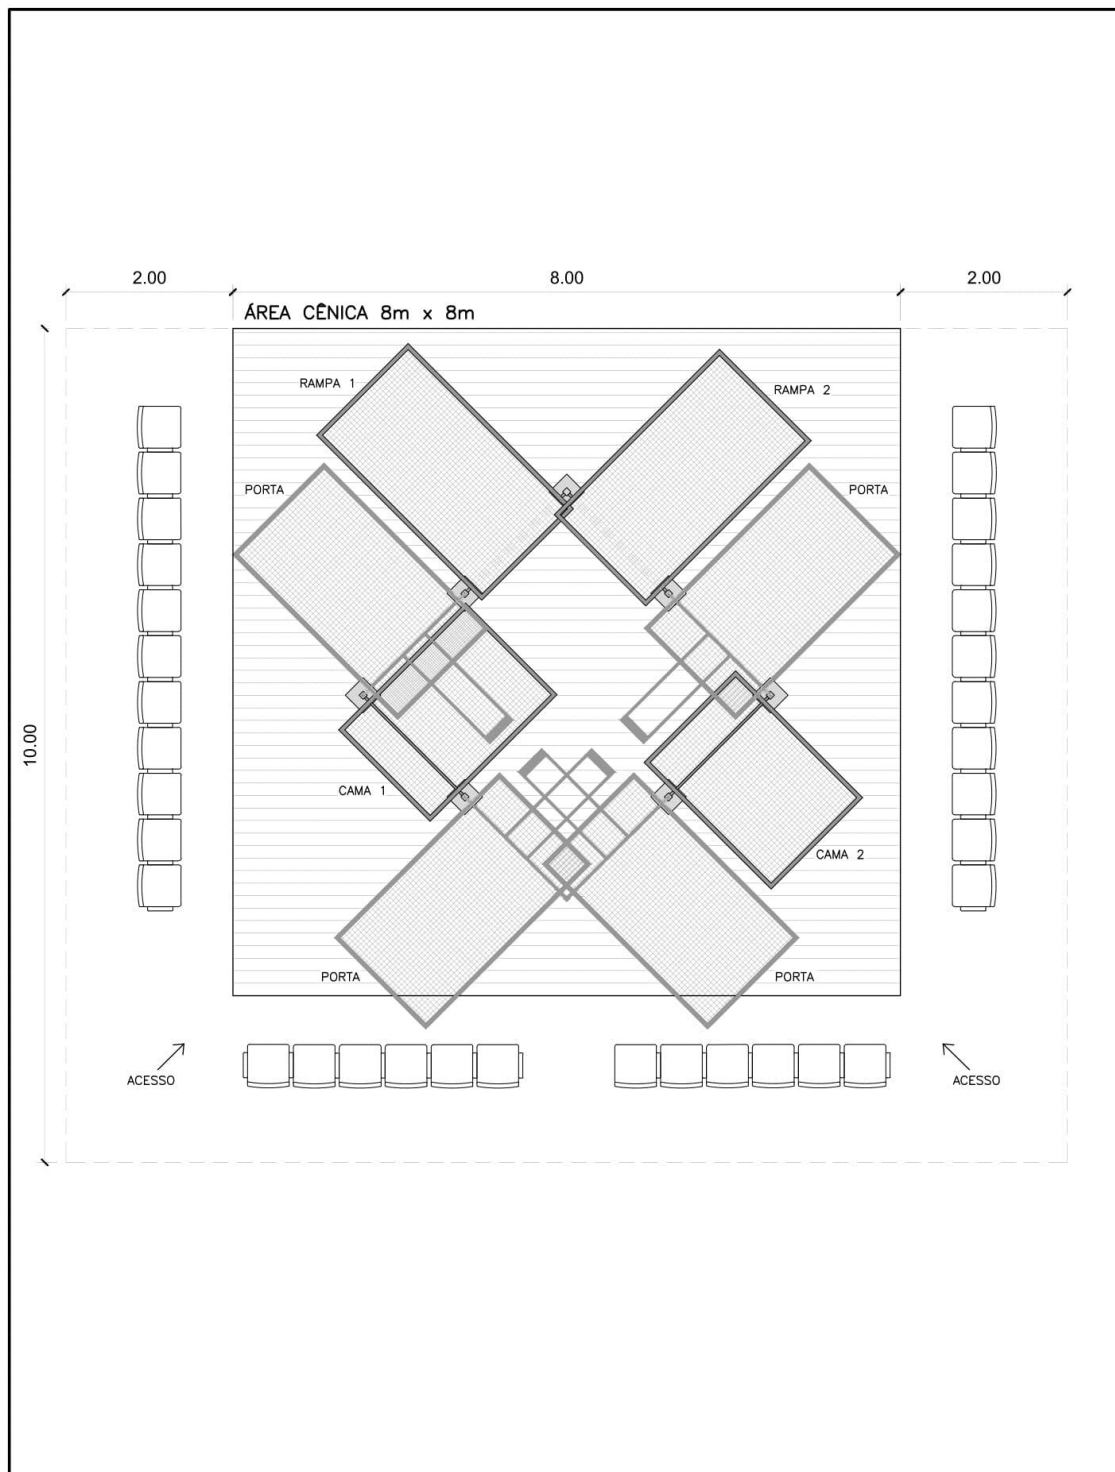 2.00
8.00
2.00
ÁREA CÊNICA 8m x 8m
RAMPA 1
RAMPA 2
PORTA
PORTA
10.00
CAMA 1
CAMA 2
PORTA
PORTA
ACESSO
ACESSO